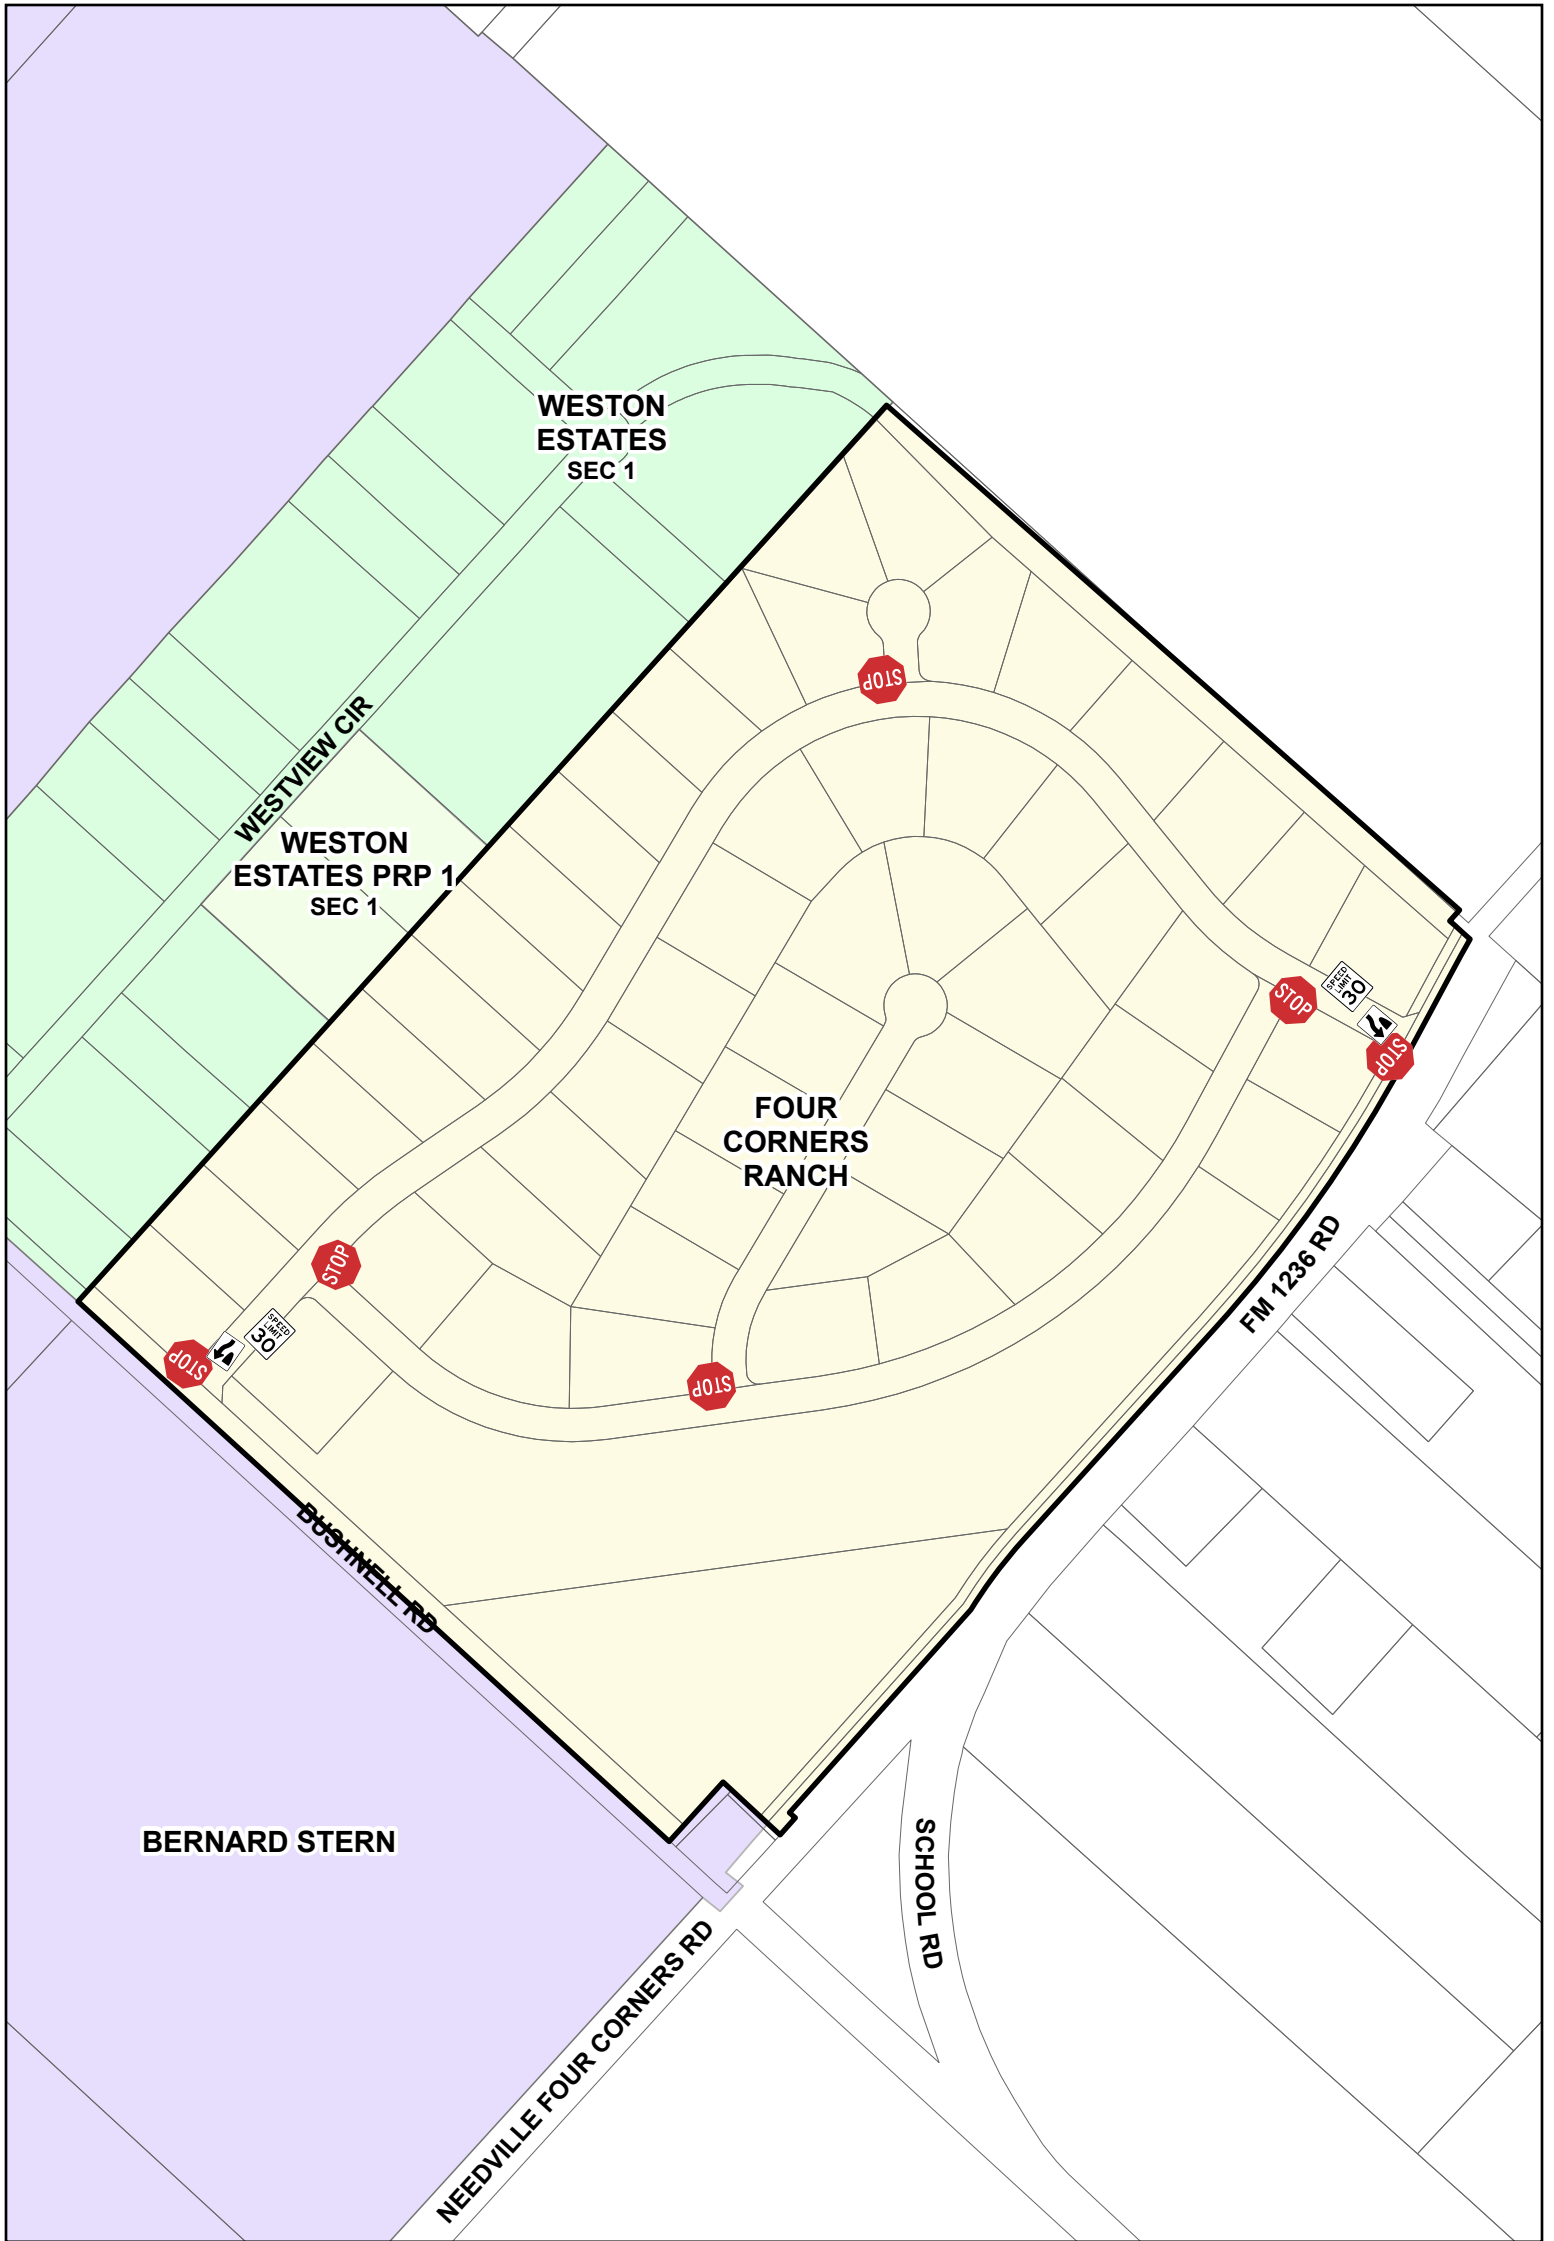 WESTON
ESTATES
SEC 1
STOP
WESTVIEW CIR
WESTON
ESTATES PRP 1
SEC 1
SPEED
LIMIT
30
STOP
STOP
FOUR
CORNERS
RANCH
STOP
SPEED
LIMIT
30
STOP
STOP
FM 1236 RD
BUSHNELL RD
BERNARD STERN
SCHOOL RD
NEEDVILLE FOUR CORNERS RD